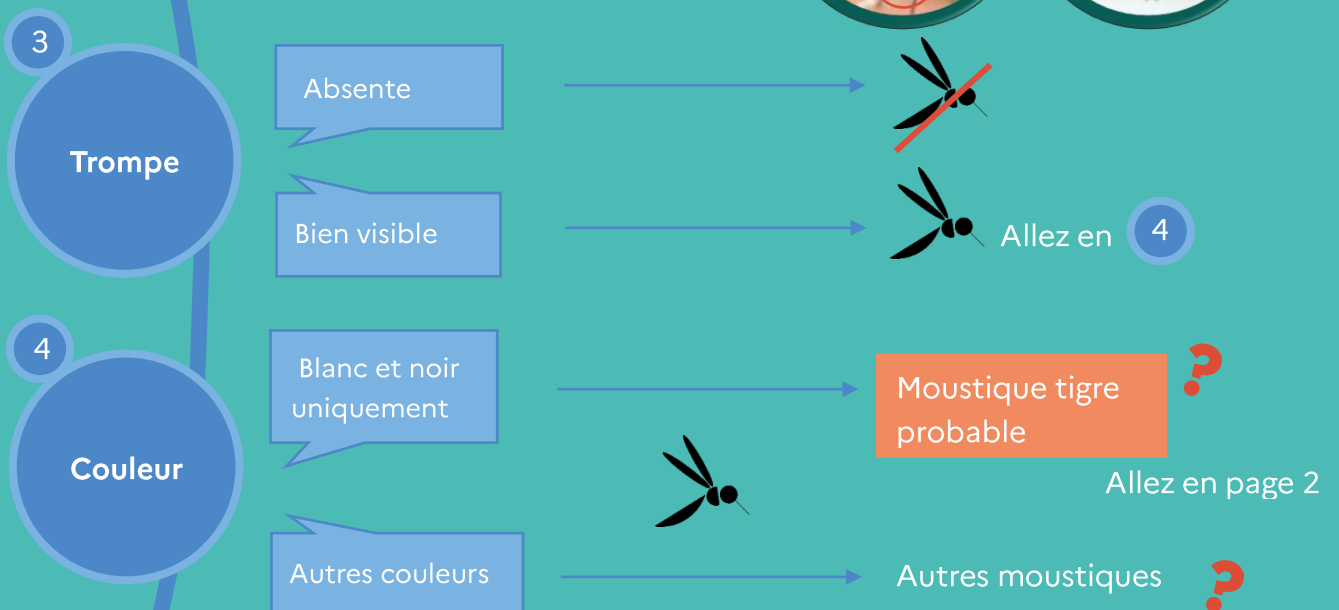 3
Trompe
Absente
Bien visible
Allez en 4
4
Couleur
Blanc et noir
uniquement
Moustique tigre
probable
?
Allez en page 2
Autres couleurs
Autres moustiques ?